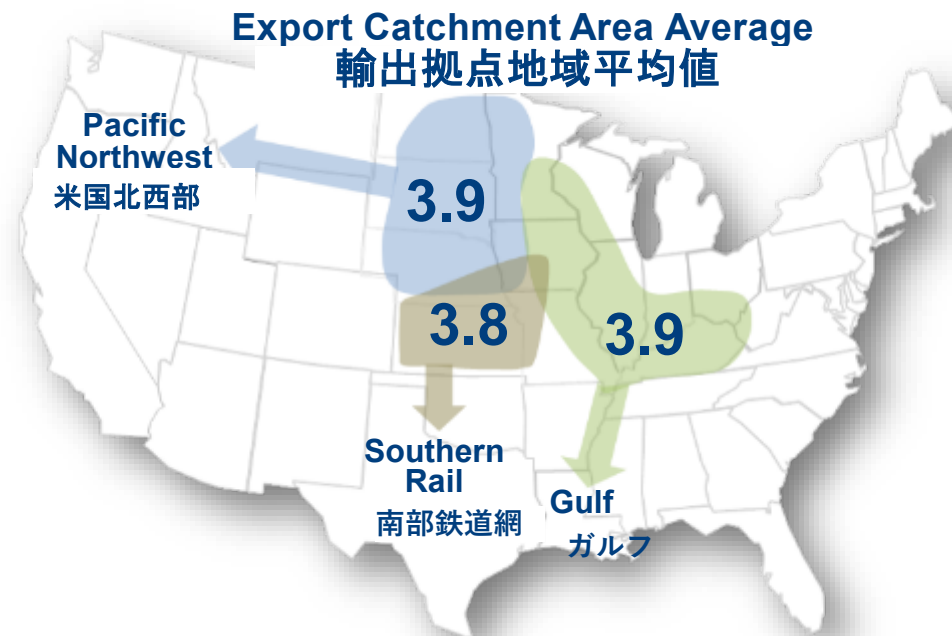 Export Catchment Area Average
輸出拠点地域平均値
Pacific
Northwest
米国北西部
3.9
3.8
3.9
Southern
Rail
南部鉄道網
Gulf
ガルフ